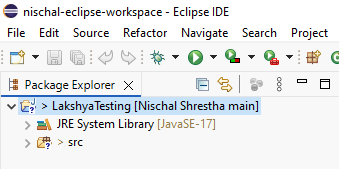 nischal-eclipse-workspace - Eclipse IDE
File Edit Source Refactor Navigate Search Project
Package Explorer
> LakshyaTesting [Nischal Shrestha main]
JRE System Library [JavaSE-17]
> src